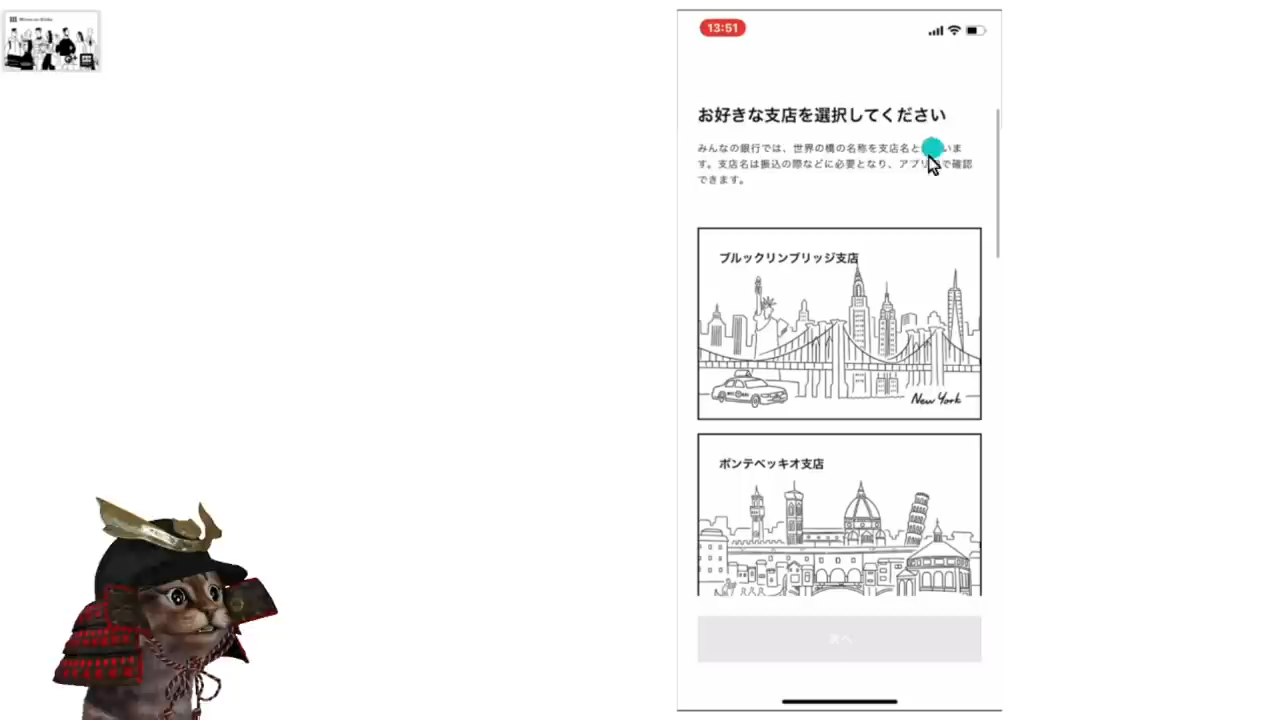 13:51
お好きな支店を選択してください
みんなの銀行では、世界の橋の名称を支店名と いま
す。支店名は振込の際などに必要となり、アプリ で確認
できます。
ブルックリンブリッジ支店
New York
ポンテベッキオ支店
次へ